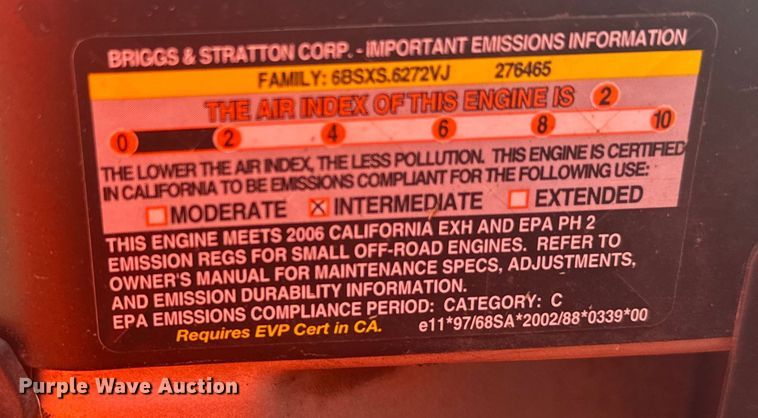 BRIGGS & STRATTON CORP. - IMPORTANT EMISSIONS INFORMATION
FAMILY: 6BSXS.6272VJ 276465
THE AIR INDEX OF THIS ENGINE IS 2
0 2 4 6 8 10
THE LOWER THE AIR INDEX, THE LESS POLLUTION. THIS ENGINE IS CERTIFIED
IN CALIFORNIA TO BE EMISSIONS COMPLIANT FOR THE FOLLOWING USE:
☐ MODERATE ☒ INTERMEDIATE ☐ EXTENDED
THIS ENGINE MEETS 2006 CALIFORNIA EXH AND EPA PH 2
EMISSION REGS FOR SMALL OFF-ROAD ENGINES. REFER TO
OWNER'S MANUAL FOR MAINTENANCE SPECS, ADJUSTMENTS,
AND EMISSION DURABILITY INFORMATION.
EPA EMISSIONS COMPLIANCE PERIOD: CATEGORY: C
Requires EVP Cert in CA. e11*97/68SA*2002/88*0339*00
Purple Wave Auction